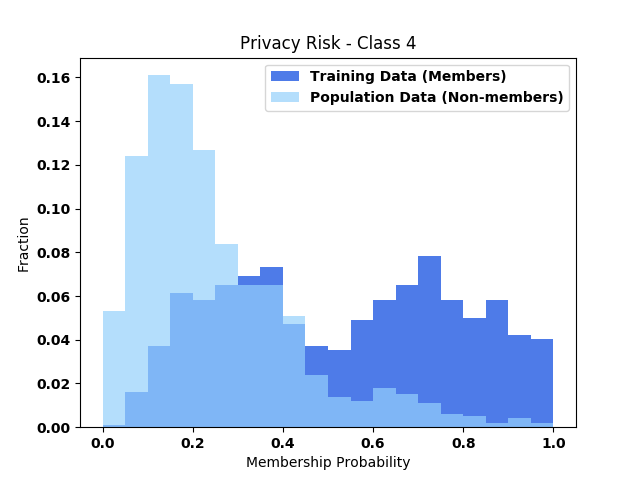 Privacy Risk - Class 4
Training Data (Members)
Population Data (Non-members)
0.16
0.14
0.12
0.10
0.08
0.06
0.04
0.02
0.00
Fraction
0.0 0.2 0.4 0.6 0.8 1.0
Membership Probability